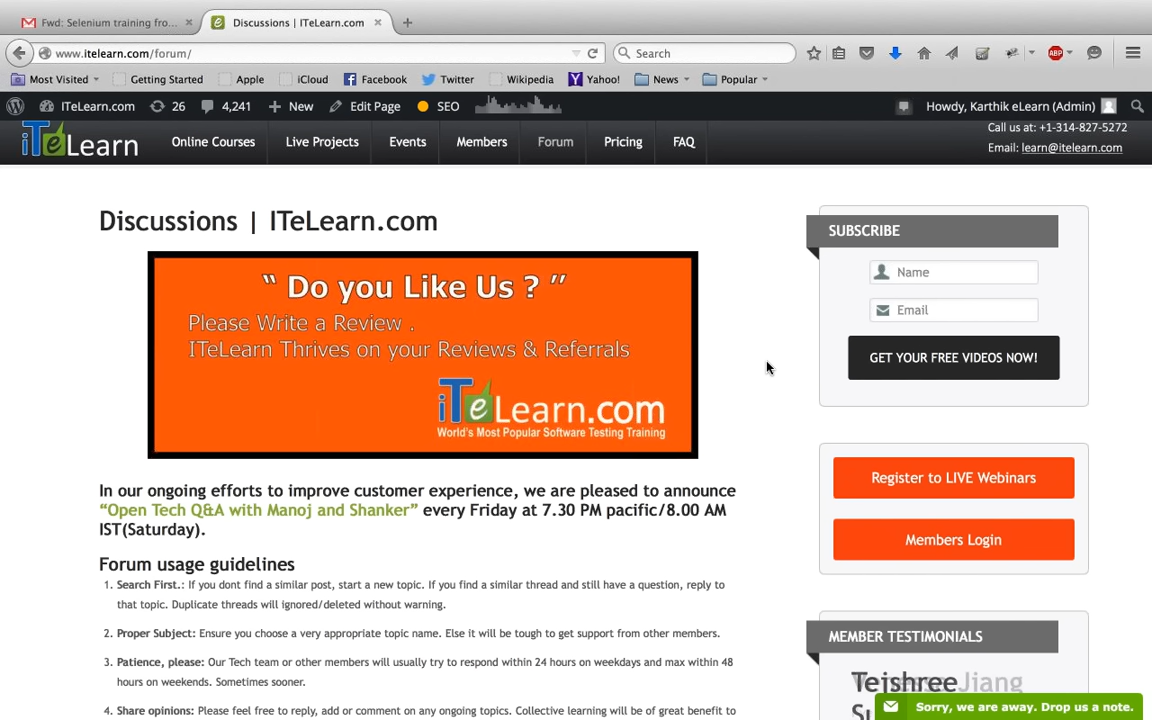 Fwd: Selenium training fro...
Discussions | ITeLearn.com
www.itelearn.com/forum/
Search
ABP
Most Visited
Getting Started
Apple
iCloud
Facebook
Twitter
Wikipedia
Yahoo!
News
Popular
ITeLearn.com
26
4,241
New
Edit Page
SEO
Howdy, Karthik eLearn (Admin)
iTeLearn
Online Courses
Live Projects
Events
Members
Forum
Pricing
FAQ
Call us at: +1-314-827-5272
Email: learn@itelearn.com
Discussions | ITeLearn.com
“ Do you Like Us ? ”
Please Write a Review .
ITeLearn Thrives on your Reviews & Referrals
iTeLearn.com
World's Most Popular Software Testing Training
In our ongoing efforts to improve customer experience, we are pleased to announce
“Open Tech Q&A with Manoj and Shanker” every Friday at 7.30 PM pacific/8.00 AM
IST(Saturday).
Forum usage guidelines
1. Search First.: If you dont find a similar post, start a new topic. If you find a similar thread and still have a question, reply to
that topic. Duplicate threads will ignored/deleted without warning.
2. Proper Subject: Ensure you choose a very appropriate topic name. Else it will be tough to get support from other members.
3. Patience, please: Our Tech team or other members will usually try to respond within 24 hours on weekdays and max within 48
hours on weekends. Sometimes sooner.
4. Share opinions: Please feel free to reply, add or comment on any ongoing topics. Collective learning will be of great benefit to
SUBSCRIBE
Name
Email
GET YOUR FREE VIDEOS NOW!
Register to LIVE Webinars
Members Login
MEMBER TESTIMONIALS
Tejshree
Jiang
Sorry, we are away. Drop us a note.